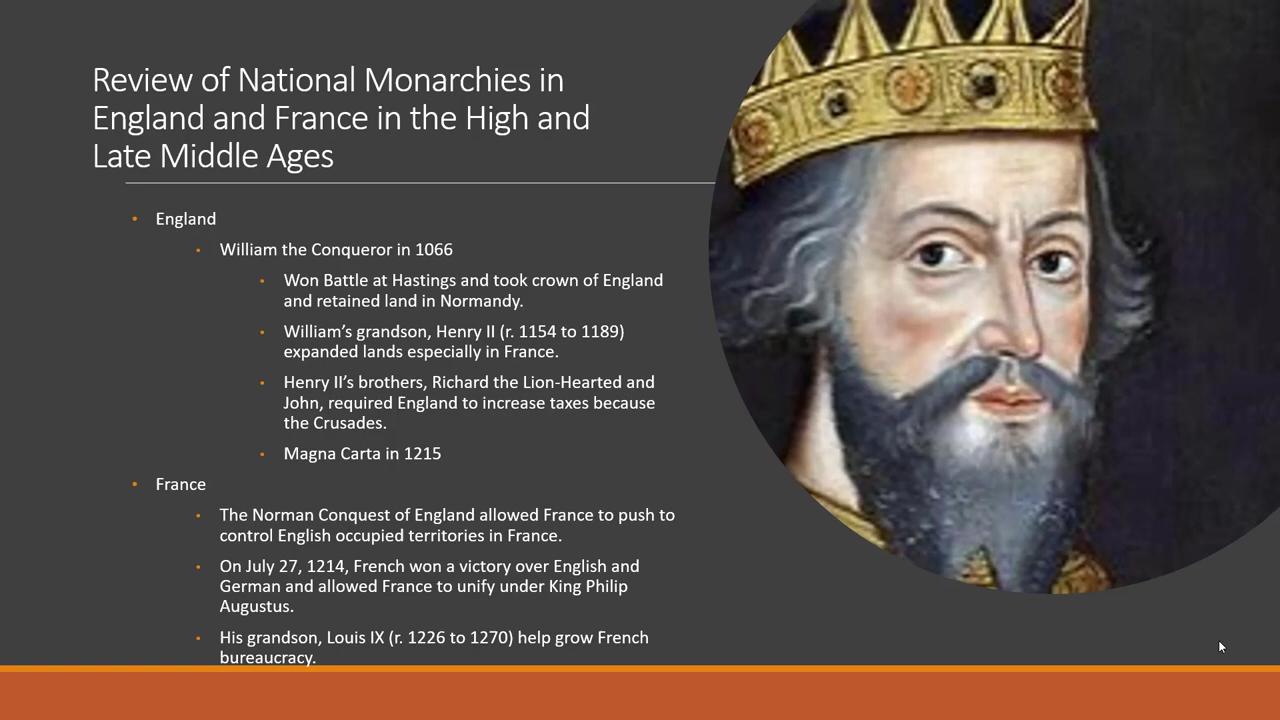 Review of National Monarchies in
England and France in the High and
Late Middle Ages
• England
• William the Conqueror in 1066
• Won Battle at Hastings and took crown of England
and retained land in Normandy.
• William’s grandson, Henry II (r. 1154 to 1189)
expanded lands especially in France.
• Henry II’s brothers, Richard the Lion-Hearted and
John, required England to increase taxes because
the Crusades.
• Magna Carta in 1215
• France
• The Norman Conquest of England allowed France to push to
control English occupied territories in France.
• On July 27, 1214, French won a victory over English and
German and allowed France to unify under King Philip
Augustus.
• His grandson, Louis IX (r. 1226 to 1270) help grow French
bureaucracy.